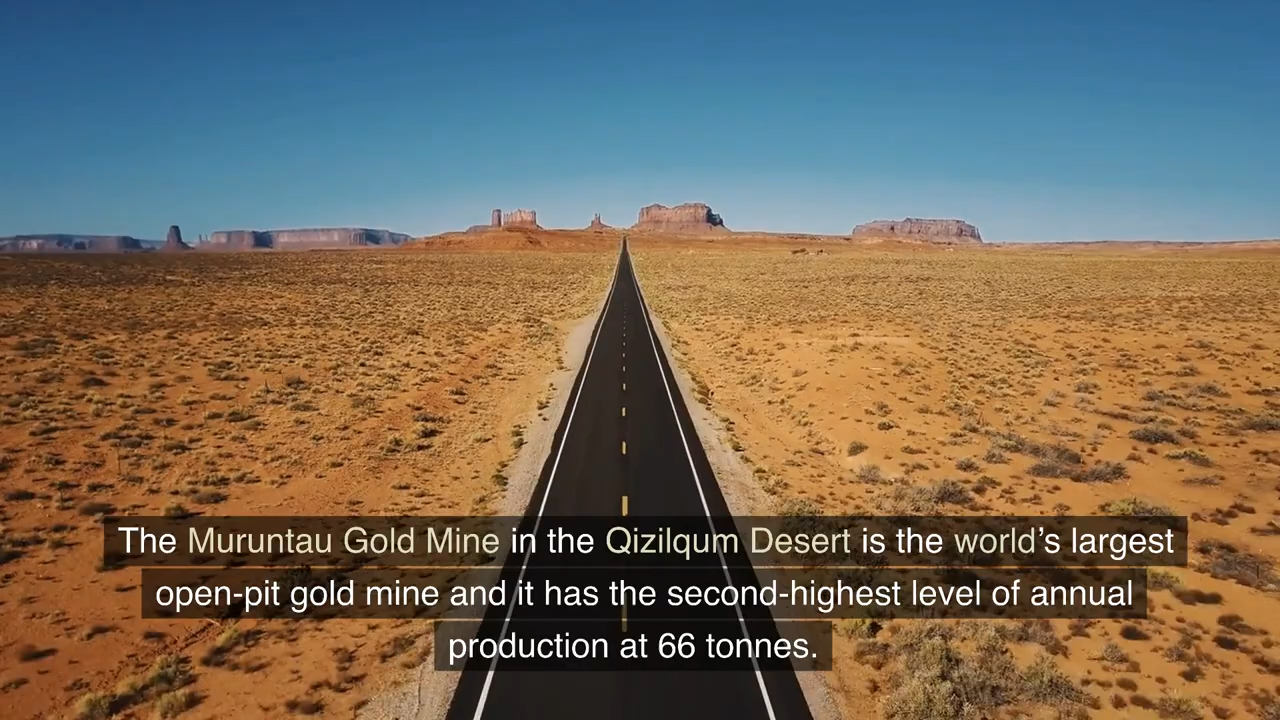 The Muruntau Gold Mine in the Qizilqum Desert is the world’s largest
open-pit gold mine and it has the second-highest level of annual
production at 66 tonnes.